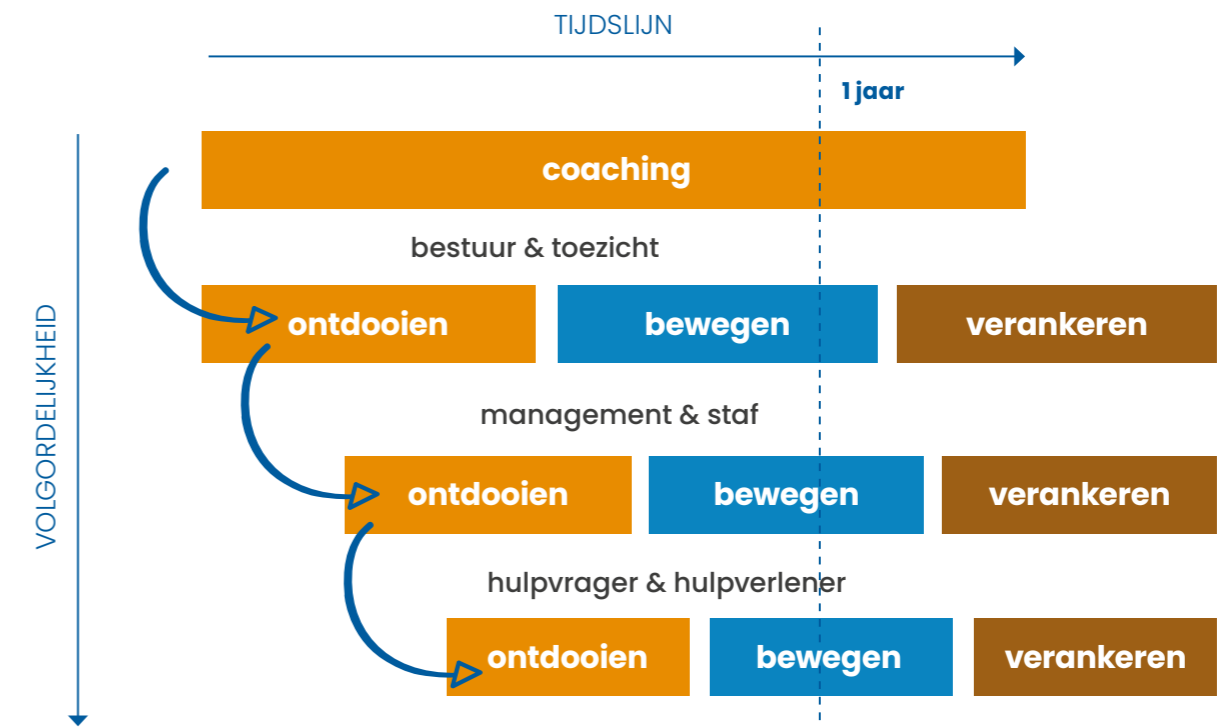 TIJDSLIJN
1 jaar
coaching
bestuur & toezicht
ontdooien
bewegen
verankeren
VOLGORDELIJKHEID
management & staf
ontdooien
bewegen
verankeren
hulpvrager & hulpverlener
ontdooien
bewegen
verankeren